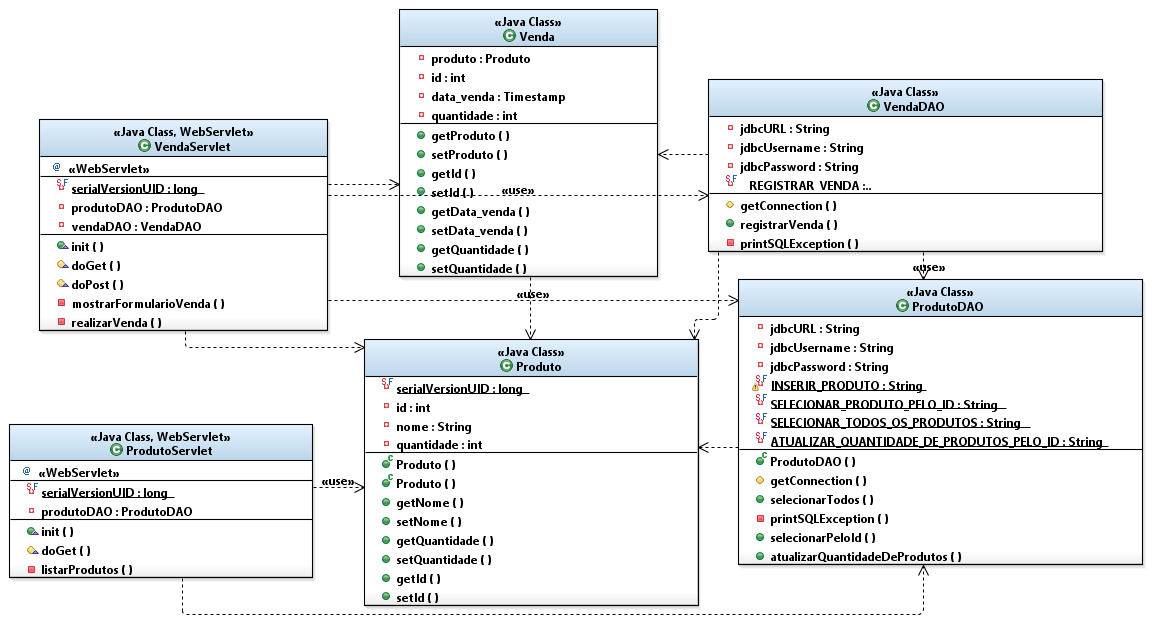 «Java Class»
Venda
produto : Produto
id : int
data_venda : Timestamp
quantidade : int
getProduto ( )
setProduto ( )
getId ( )
setId ( )
getData_venda ( )
setData_venda ( )
getQuantidade ( )
setQuantidade ( )
«Java Class»
VendaDAO
jdbcURL : String
jdbcUsername : String
jdbcPassword : String
REGISTRAR_VENDA :..
getConnection ( )
registrarVenda ( )
printSQLException ( )
«Java Class, WebServlet»
VendaServlet
@ «WebServlet»
serialVersionUID : long
produtoDAO : ProdutoDAO
vendaDAO : VendaDAO
init ( )
doGet ( )
doPost ( )
mostrarFormularioVenda ( )
realizarVenda ( )
«use»
«use»
«use»
«Java Class»
ProdutoDAO
jdbcURL : String
jdbcUsername : String
jdbcPassword : String
INSERIR_PRODUTO : String
SELECIONAR_PRODUTO_PELO_ID : String
SELECIONAR_TODOS_OS_PRODUTOS : String
ATUALIZAR_QUANTIDADE_DE_PRODUTOS_PELO_ID : String
ProdutoDAO ( )
getConnection ( )
selecionarTodos ( )
printSQLException ( )
selecionarPeloId ( )
atualizarQuantidadeDeProdutos ( )
«Java Class»
Produto
serialVersionUID : long
id : int
nome : String
quantidade : int
Produto ( )
Produto ( )
getNome ( )
setNome ( )
getQuantidade ( )
setQuantidade ( )
getId ( )
setId ( )
«Java Class, WebServlet»
ProdutoServlet
@ «WebServlet»
serialVersionUID : long
produtoDAO : ProdutoDAO
init ( )
doGet ( )
listarProdutos ( )
«use»